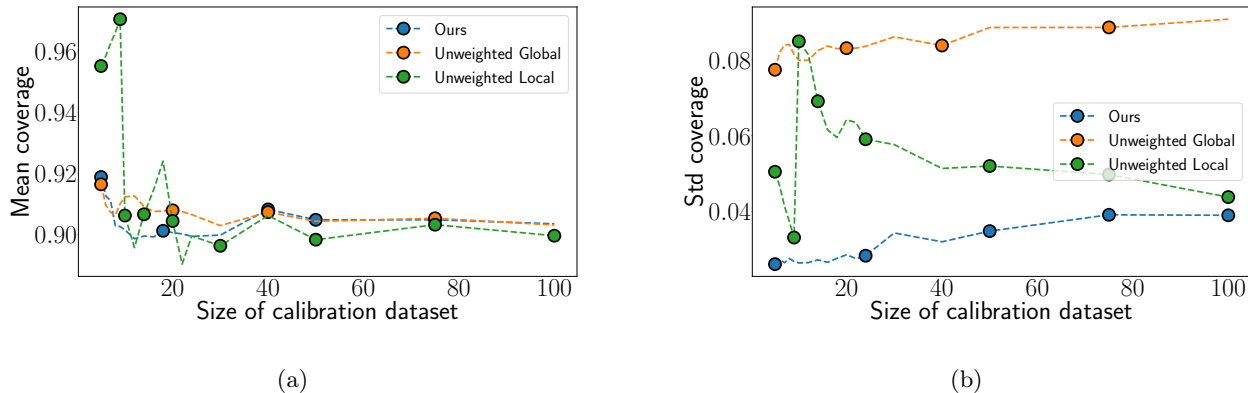 0.96
0.94
0.92
0.90
Mean coverage
Ours
Unweighted Global
Unweighted Local
20 40 60 80 100
Size of calibration dataset
(a)
0.08
0.06
0.04
Std coverage
Ours
Unweighted Global
Unweighted Local
20 40 60 80 100
Size of calibration dataset
(b)